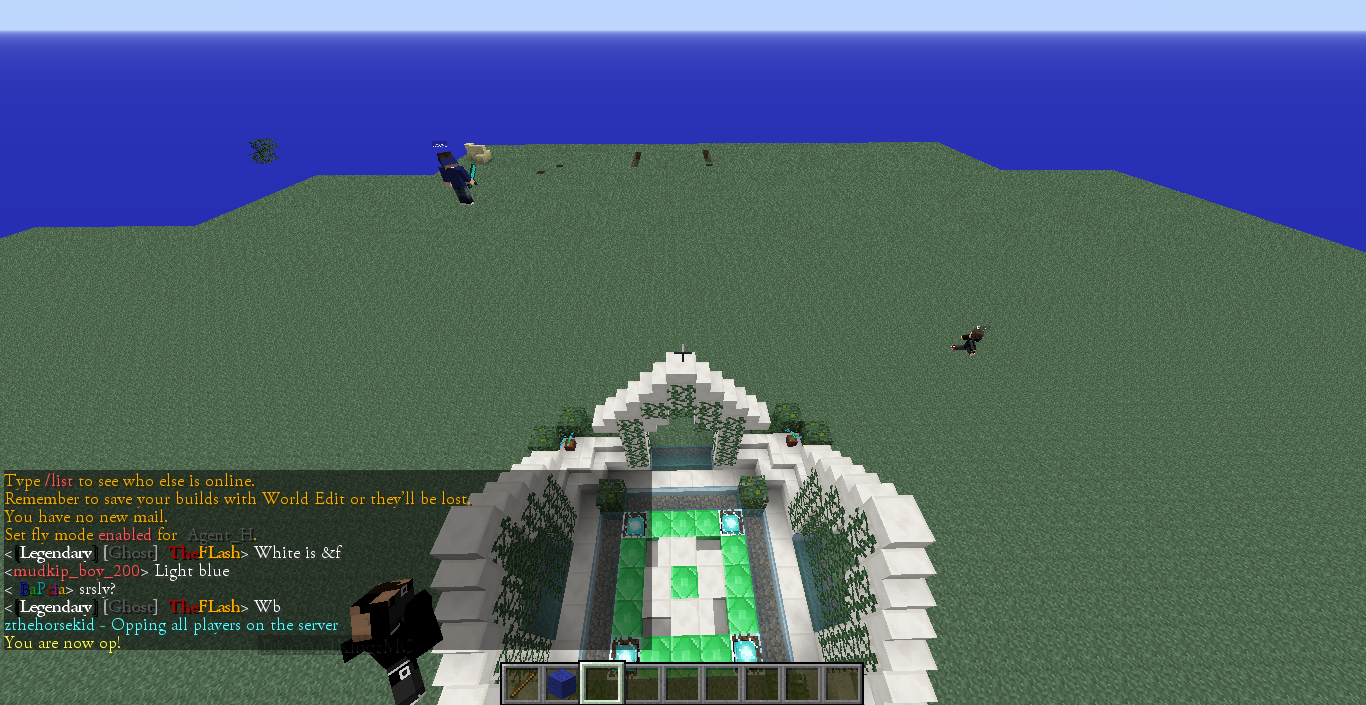 Type /list to see who else is online.
Remember to save your builds with World Edit or they'll be lost.
You have no new mail.
Set fly mode enabled for Agent_H.
< [Legendary] [Ghost] TheFLash> White is &f
<mudkip_boy_200> Light blue
< BaPcia> srsly?
< [Legendary] [Ghost] TheFLash> Wb
zthehorsekid - Opping all players on the server
You are now op!